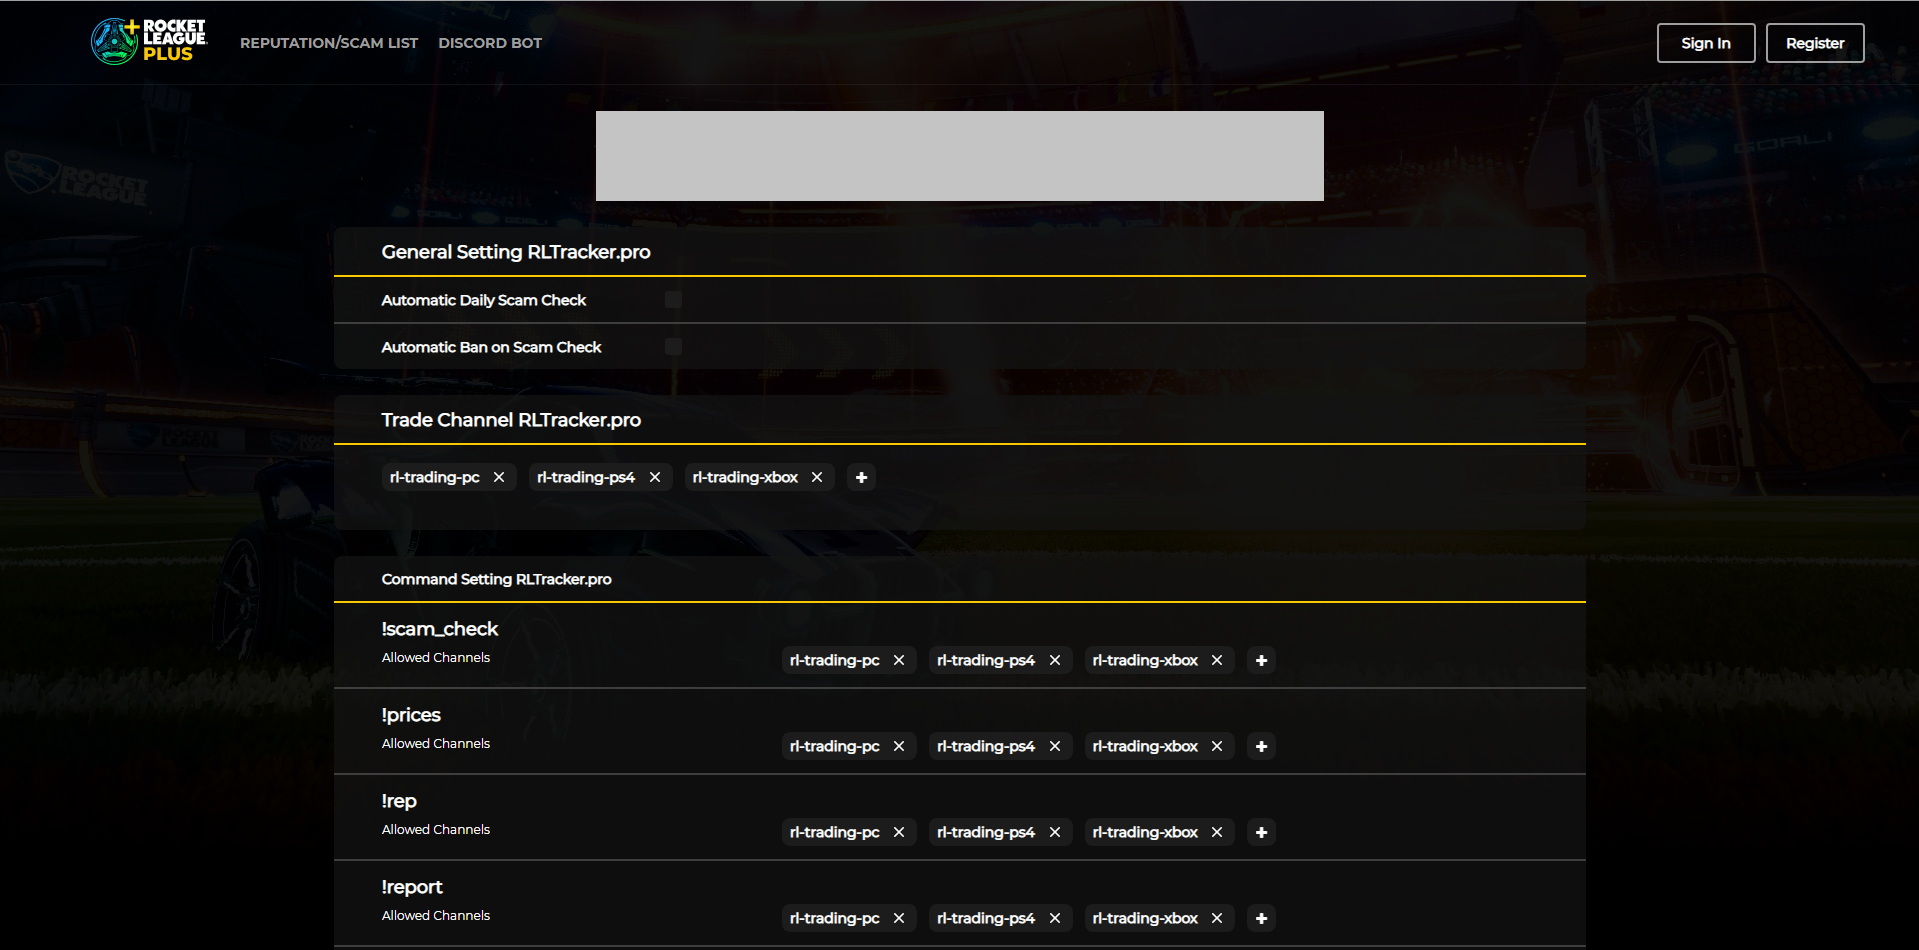 ROCKET
LEAGUE
PLUS
REPUTATION/SCAM LIST
DISCORD BOT
Sign In
Register
ROCKET
LEAGUE
GOAL!
General Setting RLTracker.pro
Automatic Daily Scam Check
Automatic Ban on Scam Check
Trade Channel RLTracker.pro
rl-trading-pc × rl-trading-ps4 × rl-trading-xbox × +
Command Setting RLTracker.pro
!scam_check
Allowed Channels
rl-trading-pc × rl-trading-ps4 × rl-trading-xbox × +
!prices
Allowed Channels
rl-trading-pc × rl-trading-ps4 × rl-trading-xbox × +
!rep
Allowed Channels
rl-trading-pc × rl-trading-ps4 × rl-trading-xbox × +
!report
Allowed Channels
rl-trading-pc × rl-trading-ps4 × rl-trading-xbox × +